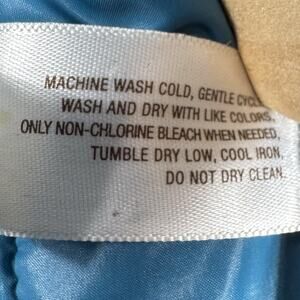 MACHINE WASH COLD, GENTLE CYCLE,
WASH AND DRY WITH LIKE COLORS,
ONLY NON-CHLORINE BLEACH WHEN NEEDED,
TUMBLE DRY LOW, COOL IRON,
DO NOT DRY CLEAN.